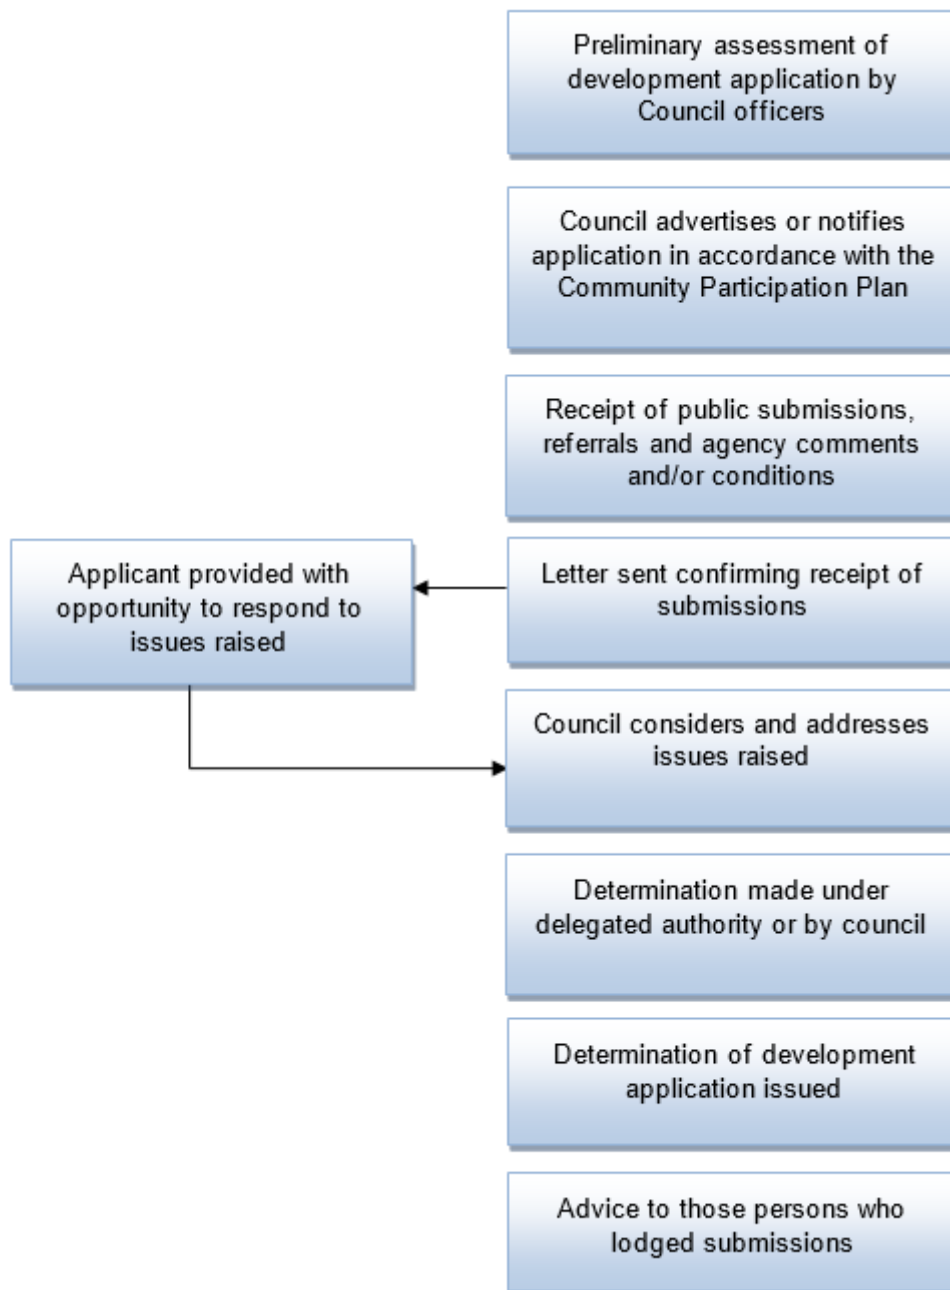 Preliminary assessment of
development application by
Council officers
Council advertises or notifies
application in accordance with the
Community Participation Plan
Receipt of public submissions,
referrals and agency comments
and/or conditions
Letter sent confirming receipt of
submissions
Applicant provided with
opportunity to respond to
issues raised
Council considers and addresses
issues raised
Determination made under
delegated authority or by council
Determination of development
application issued
Advice to those persons who
lodged submissions